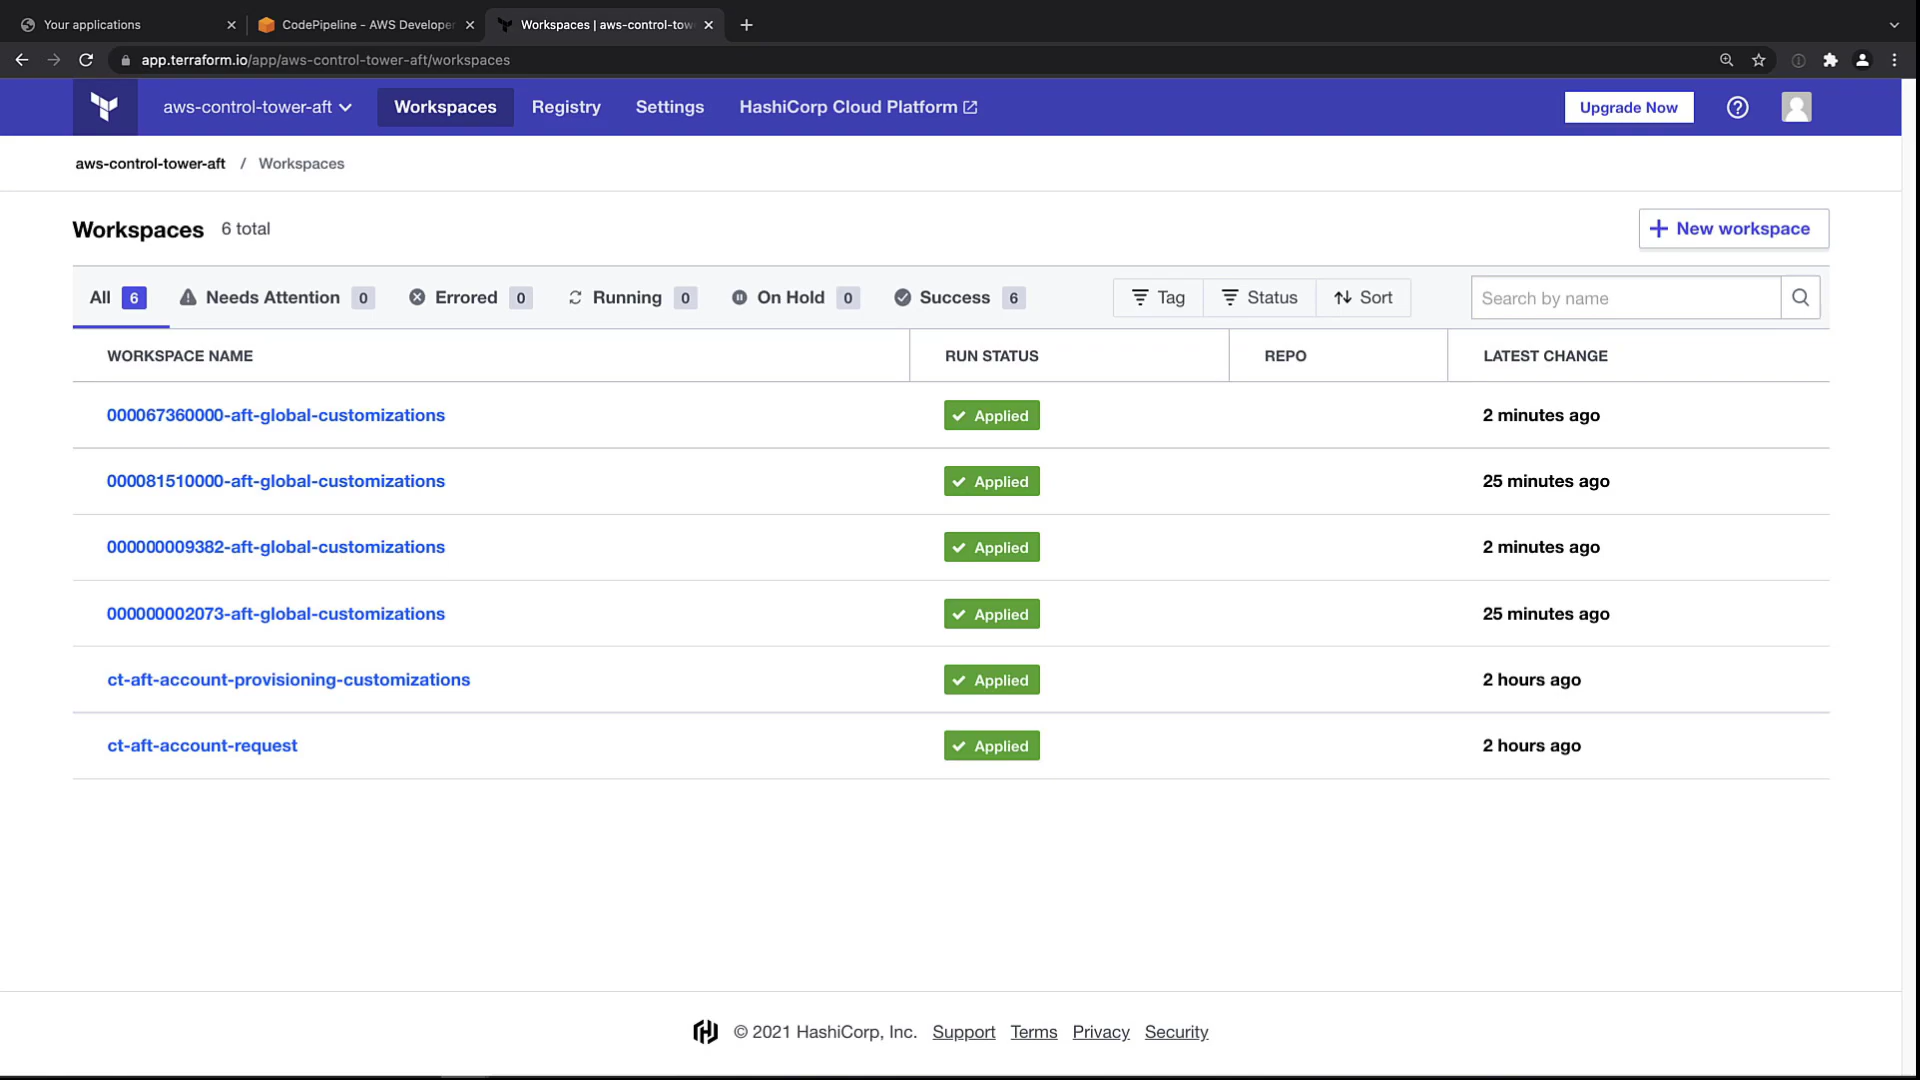 Your applications
CodePipeline - AWS Developer
Workspaces | aws-control-tow
app.terraform.io/app/aws-control-tower-aft/workspaces
aws-control-tower-aft
Workspaces
Registry
Settings
HashiCorp Cloud Platform
Upgrade Now
aws-control-tower-aft / Workspaces
Workspaces 6 total
New workspace
All 6
Needs Attention 0
Errored 0
Running 0
On Hold 0
Success 6
Tag
Status
Sort
Search by name
WORKSPACE NAME RUN STATUS REPO LATEST CHANGE
000067360000-aft-global-customizations Applied 2 minutes ago
000081510000-aft-global-customizations Applied 25 minutes ago
000000009382-aft-global-customizations Applied 2 minutes ago
000000002073-aft-global-customizations Applied 25 minutes ago
ct-aft-account-provisioning-customizations Applied 2 hours ago
ct-aft-account-request Applied 2 hours ago
© 2021 HashiCorp, Inc. Support Terms Privacy Security